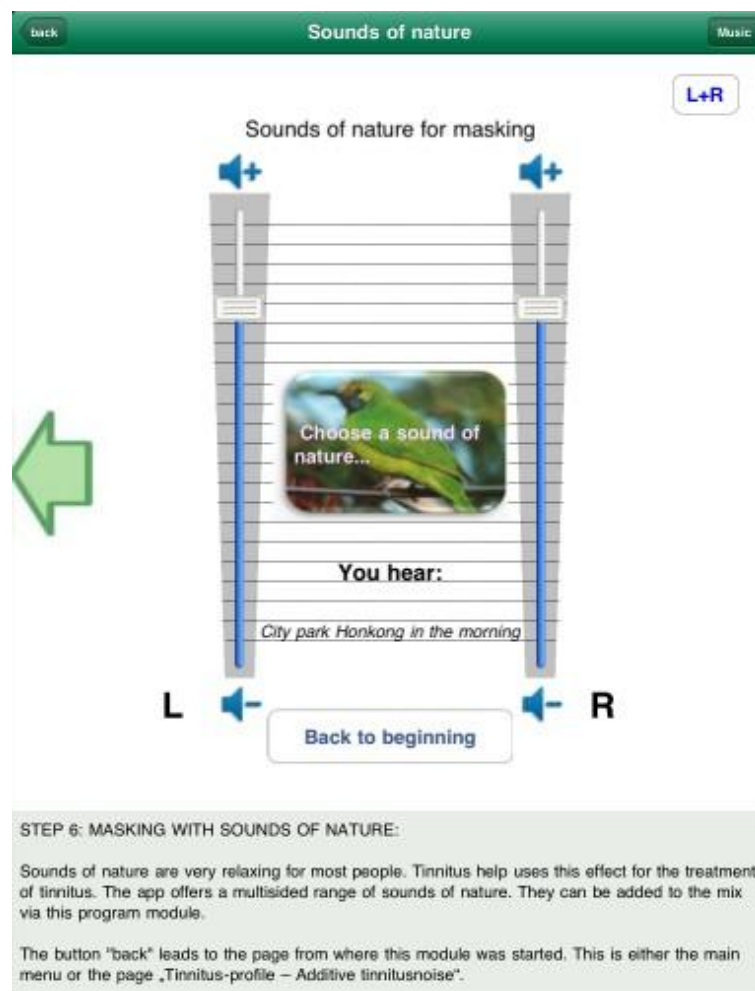 back Sounds of nature Music
L+R
Sounds of nature for masking
Choose a sound of
nature...
You hear:
City park Honkong in the morning
L R
Back to beginning
STEP 6: MASKING WITH SOUNDS OF NATURE:
Sounds of nature are very relaxing for most people. Tinnitus help uses this effect for the treatment
of tinnitus. The app offers a multisided range of sounds of nature. They can be added to the mix
via this program module.
The button "back" leads to the page from where this module was started. This is either the main
menu or the page „Tinnitus-profile – Additive tinnitusnoise“.